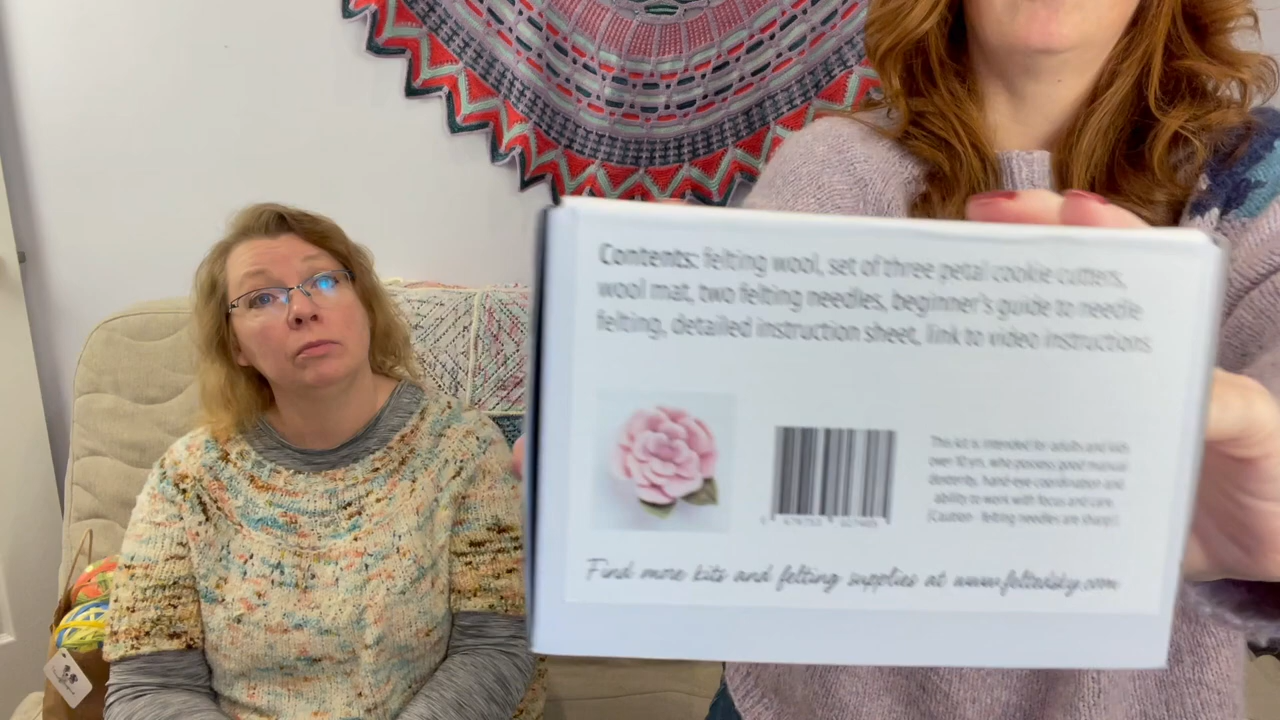 Contents: felting wool, set of three petal cookie cutters,
wool mat, two felting needles, beginner's guide to needle
felting, detailed instruction sheet, link to video instructions
This kit is intended for adults and kids
over 10 yrs, who possess good manual
dexterity, hand-eye coordination and
ability to work with focus and care.
(Caution - felting needles are sharp!)
Find more kits and felting supplies at www.feltedsky.com